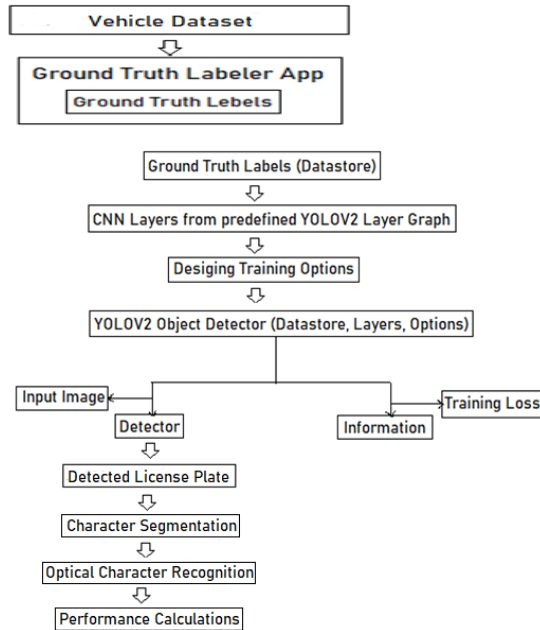 Vehicle Dataset
Ground Truth Labeler App
Ground Truth Lebels
Ground Truth Labels (Datastore)
CNN Layers from predefined YOLOV2 Layer Graph
Desiging Training Options
YOLOV2 Object Detector (Datastore, Layers, Options)
Input Image
Training Loss
Detector
Information
Detected License Plate
Character Segmentation
Optical Character Recognition
Performance Calculations